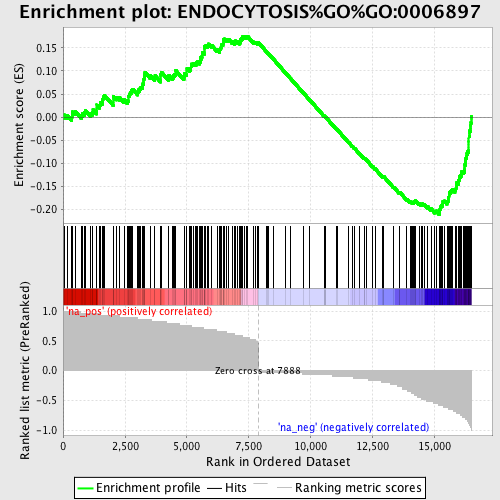 Enrichment plot: ENDOCYTOSIS%GO%GO:0006897
Enrichment score (ES)
0.15
0.10
0.05
0.00
-0.05
-0.10
-0.15
-0.20
'na_pos' (positively correlated)
Ranked list metric (PreRanked)
1.0
0.5
0.0
-0.5
-1.0
Zero cross at 7888
'na_neg' (negatively correlated)
0
2,500
5,000
7,500
10,000
12,500
15,000
Rank in Ordered Dataset
Enrichment profile
Hits
Ranking metric scores